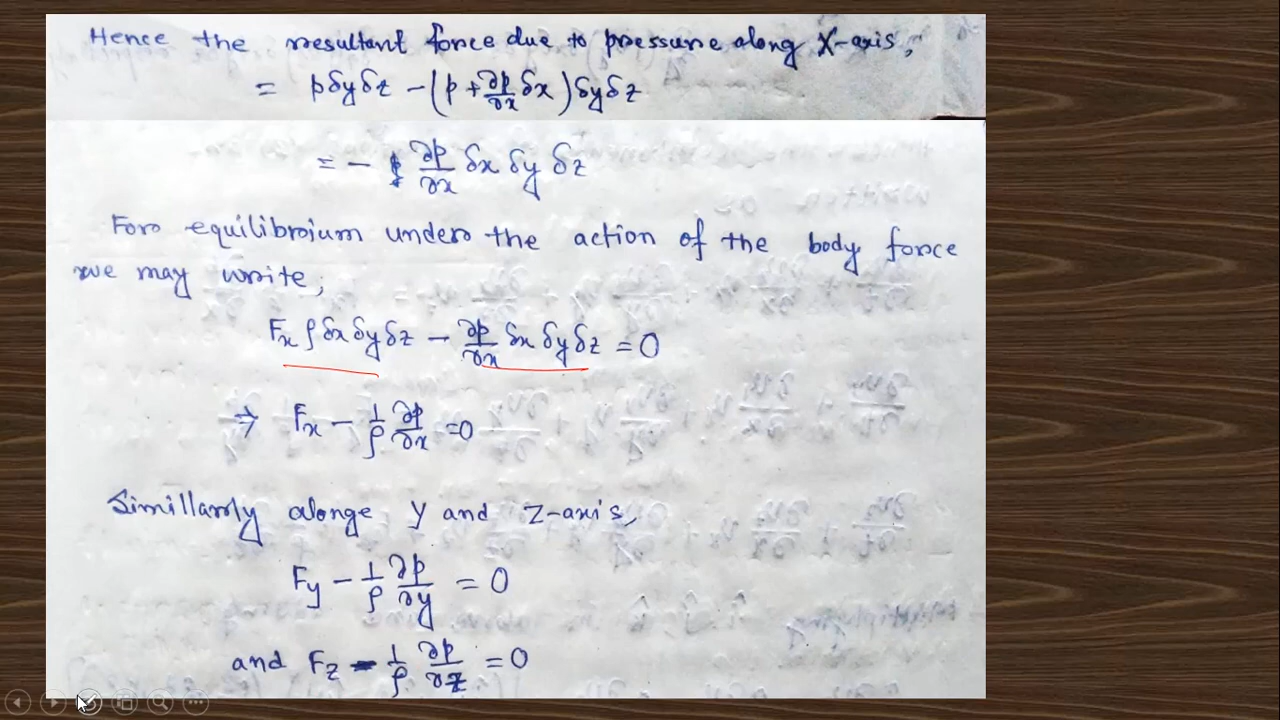 Hence the resultant force due to pressure along X-axis,
= pδyδz - (p + ∂p/∂x δx) δyδz
= - ∂p/∂x δx δy δz
For equilibrium under the action of the body force
we may write,
Fx ρ δx δy δz - ∂p/∂x δx δy δz = 0
⇒ Fx - 1/ρ ∂p/∂x = 0
Simillarly alonge Y and Z-axis,
Fy - 1/ρ ∂p/∂y = 0
and Fz - 1/ρ ∂p/∂z = 0